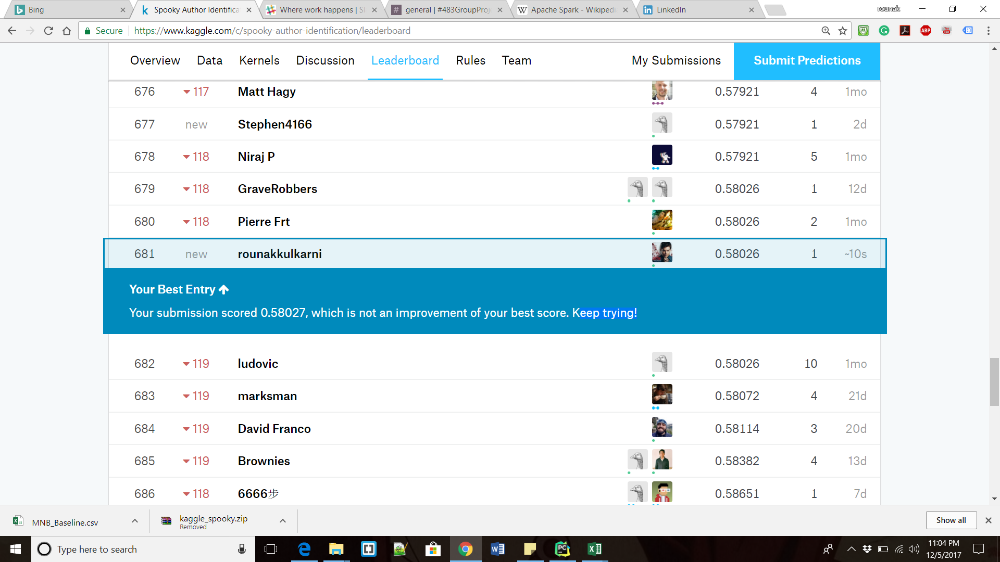 Bing
Spooky Author Identifica
Where work happens | Sl
general | #483GroupProj
Apache Spark - Wikipedi
LinkedIn
rounak
Secure https://www.kaggle.com/c/spooky-author-identification/leaderboard
Overview Data Kernels Discussion Leaderboard Rules Team My Submissions Submit Predictions
676 117 Matt Hagy 0.57921 4 1mo
677 new Stephen4166 0.57921 1 2d
678 118 Niraj P 0.57921 5 1mo
679 118 GraveRobbers 0.58026 1 12d
680 118 Pierre Frt 0.58026 2 1mo
681 new rounakkulkarni 0.58026 1 ~10s
Your Best Entry
Your submission scored 0.58027, which is not an improvement of your best score. Keep trying!
682 119 ludovic 0.58026 10 1mo
683 119 marksman 0.58072 4 21d
684 119 David Franco 0.58114 3 20d
685 119 Brownies 0.58382 4 13d
686 118 6666步 0.58651 1 7d
MNB_Baseline.csv
kaggle_spooky.zip
Removed
Show all
Type here to search
11:04 PM
12/5/2017